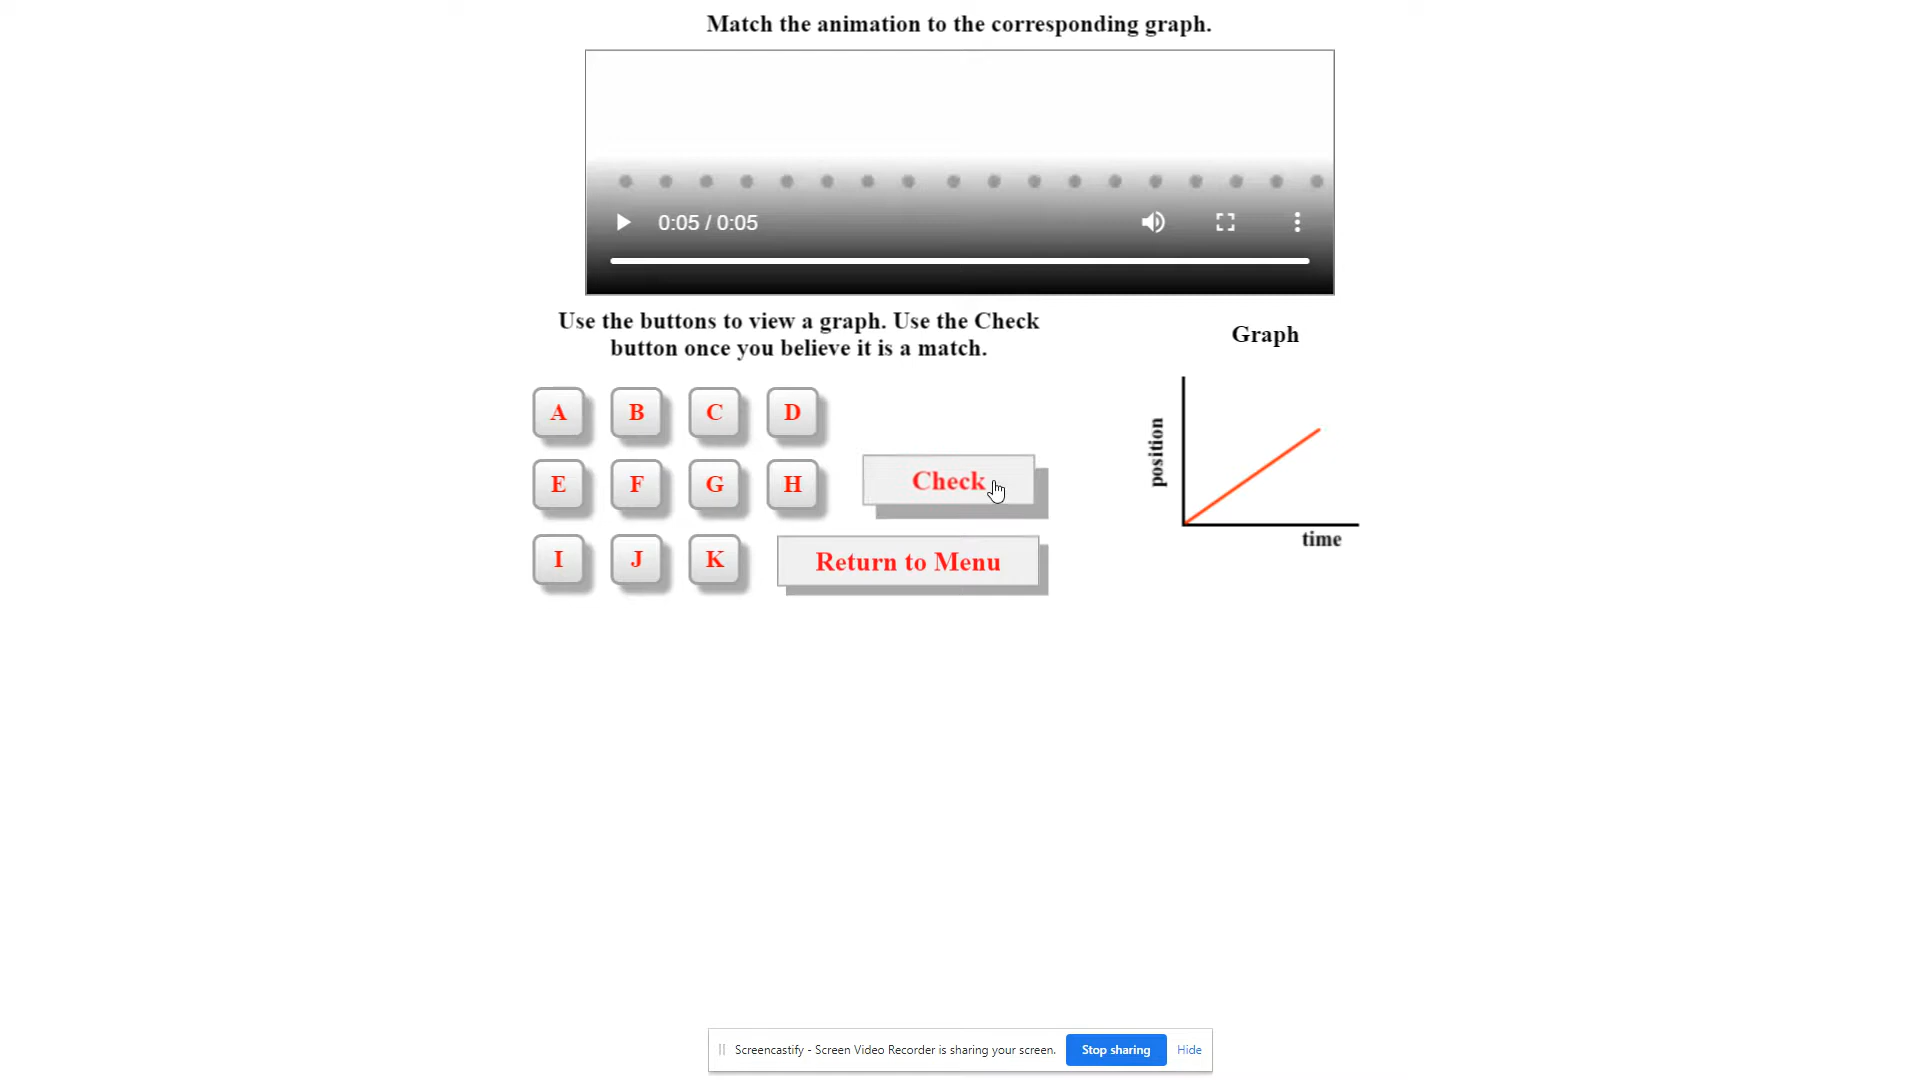 Match the animation to the corresponding graph.
0:05 / 0:05
Use the buttons to view a graph. Use the Check
button once you believe it is a match.
Graph
A B C D
E F G H
Check
I J K
Return to Menu
position
time
Screencastify - Screen Video Recorder is sharing your screen.
Stop sharing
Hide